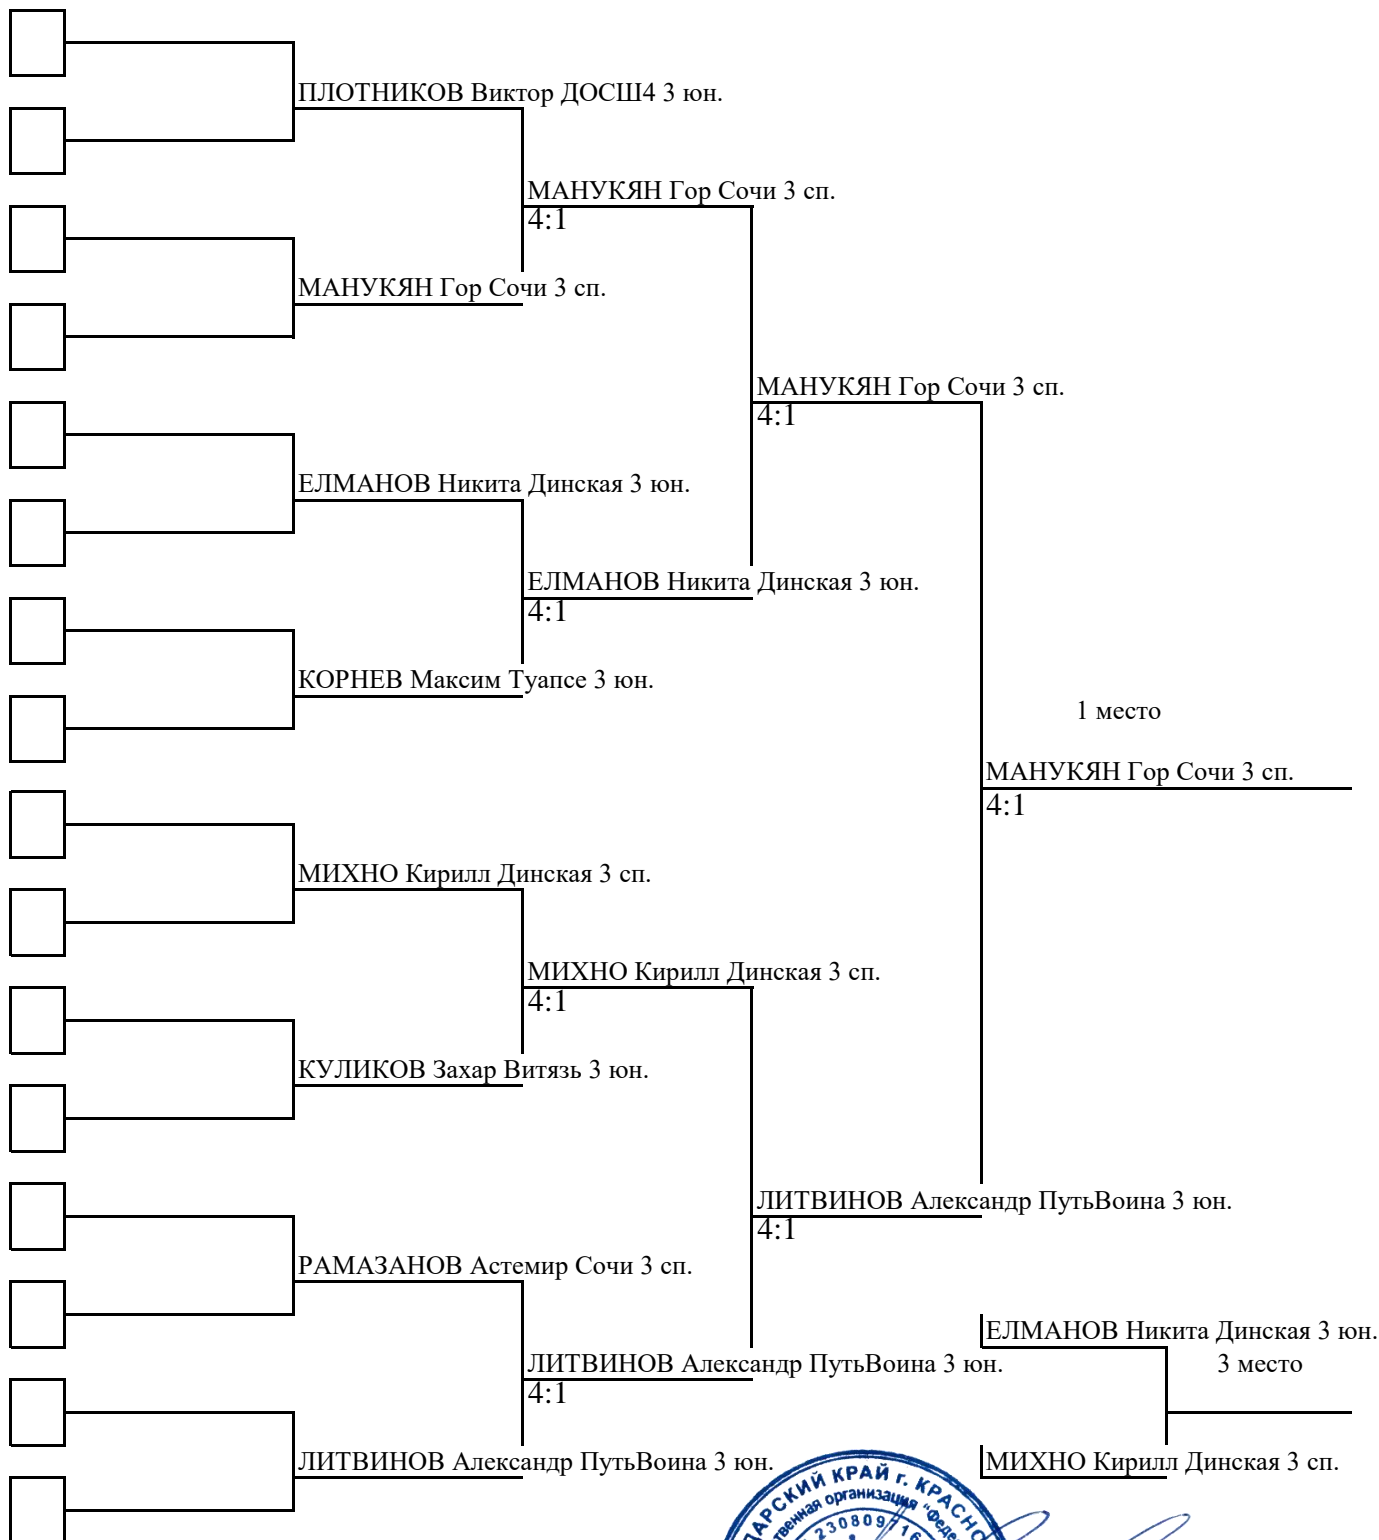 ПЛОТНИКОВ Виктор ДОСШ4 3 юн.
МАНУКЯН Гор Сочи 3 сп.
4:1
МАНУКЯН Гор Сочи 3 сп.
МАНУКЯН Гор Сочи 3 сп.
4:1
ЕЛМАНОВ Никита Динская 3 юн.
ЕЛМАНОВ Никита Динская 3 юн.
4:1
КОРНЕВ Максим Туапсе 3 юн.
1 место
МАНУКЯН Гор Сочи 3 сп.
4:1
МИХНО Кирилл Динская 3 сп.
МИХНО Кирилл Динская 3 сп.
4:1
КУЛИКОВ Захар Витязь 3 юн.
ЛИТВИНОВ Александр ПутьВоина 3 юн.
4:1
РАМАЗАНОВ Астемир Сочи 3 сп.
ЕЛМАНОВ Никита Динская 3 юн.
ЛИТВИНОВ Александр ПутьВоина 3 юн.
3 место
4:1
ЛИТВИНОВ Александр ПутьВоина 3 юн.
МИХНО Кирилл Динская 3 сп.
КРАЙ г.
организация